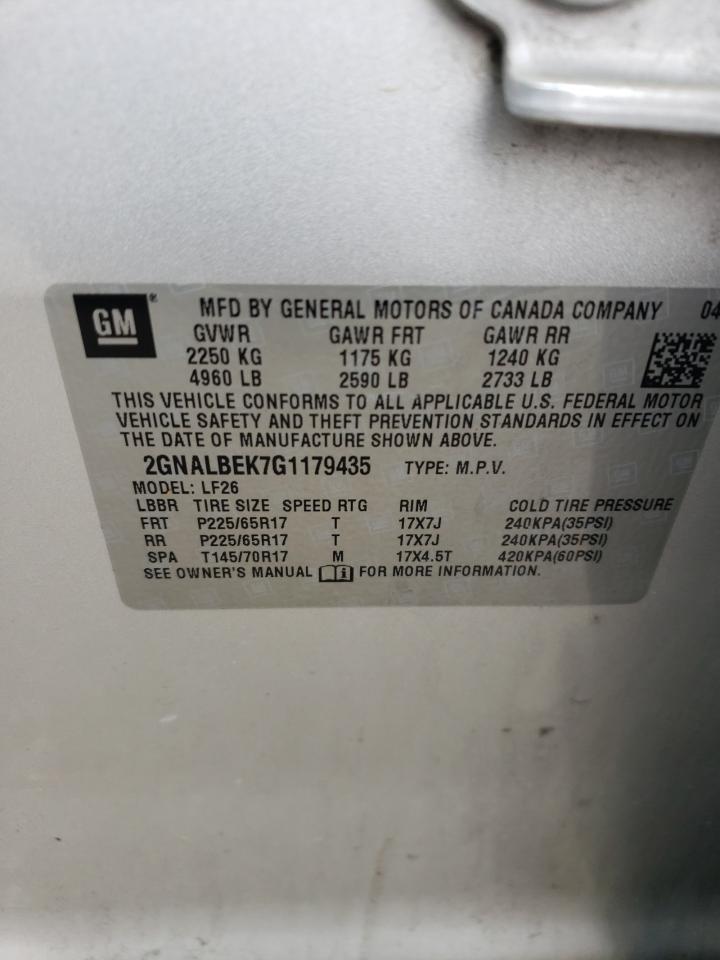 GM®
MFD BY GENERAL MOTORS OF CANADA COMPANY 04
GVWR GAWR FRT GAWR RR
2250 KG 1175 KG 1240 KG
4960 LB 2590 LB 2733 LB
THIS VEHICLE CONFORMS TO ALL APPLICABLE U.S. FEDERAL MOTOR
VEHICLE SAFETY AND THEFT PREVENTION STANDARDS IN EFFECT ON
THE DATE OF MANUFACTURE SHOWN ABOVE.
2GNALBEK7G1179435 TYPE: M.P.V.
MODEL: LF26
LBBR TIRE SIZE SPEED RTG RIM COLD TIRE PRESSURE
FRT P225/65R17 T 17X7J 240KPA(35PSI)
RR P225/65R17 T 17X7J 240KPA(35PSI)
SPA T145/70R17 M 17X4.5T 420KPA(60PSI)
SEE OWNER'S MANUAL FOR MORE INFORMATION.